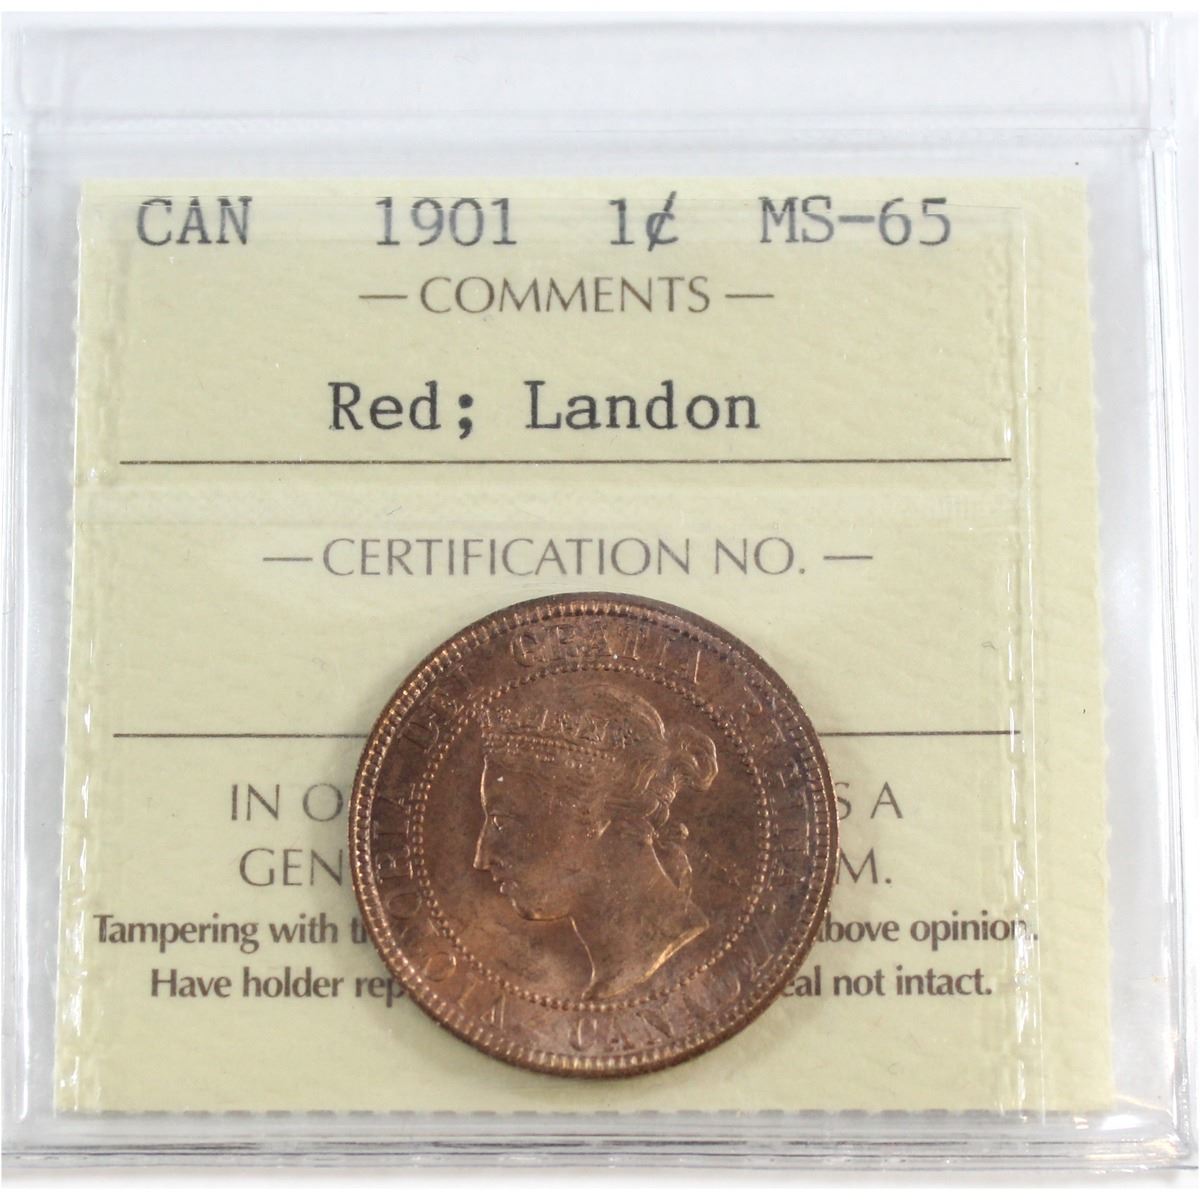 CAN 1901 1¢ MS-65
— COMMENTS —
Red; Landon
— CERTIFICATION NO. —
VICTORIA DEI GRATIA REGINA. CANADA
IN O S A
GEN M.
Tampering with t above opinion.
Have holder rep eal not intact.